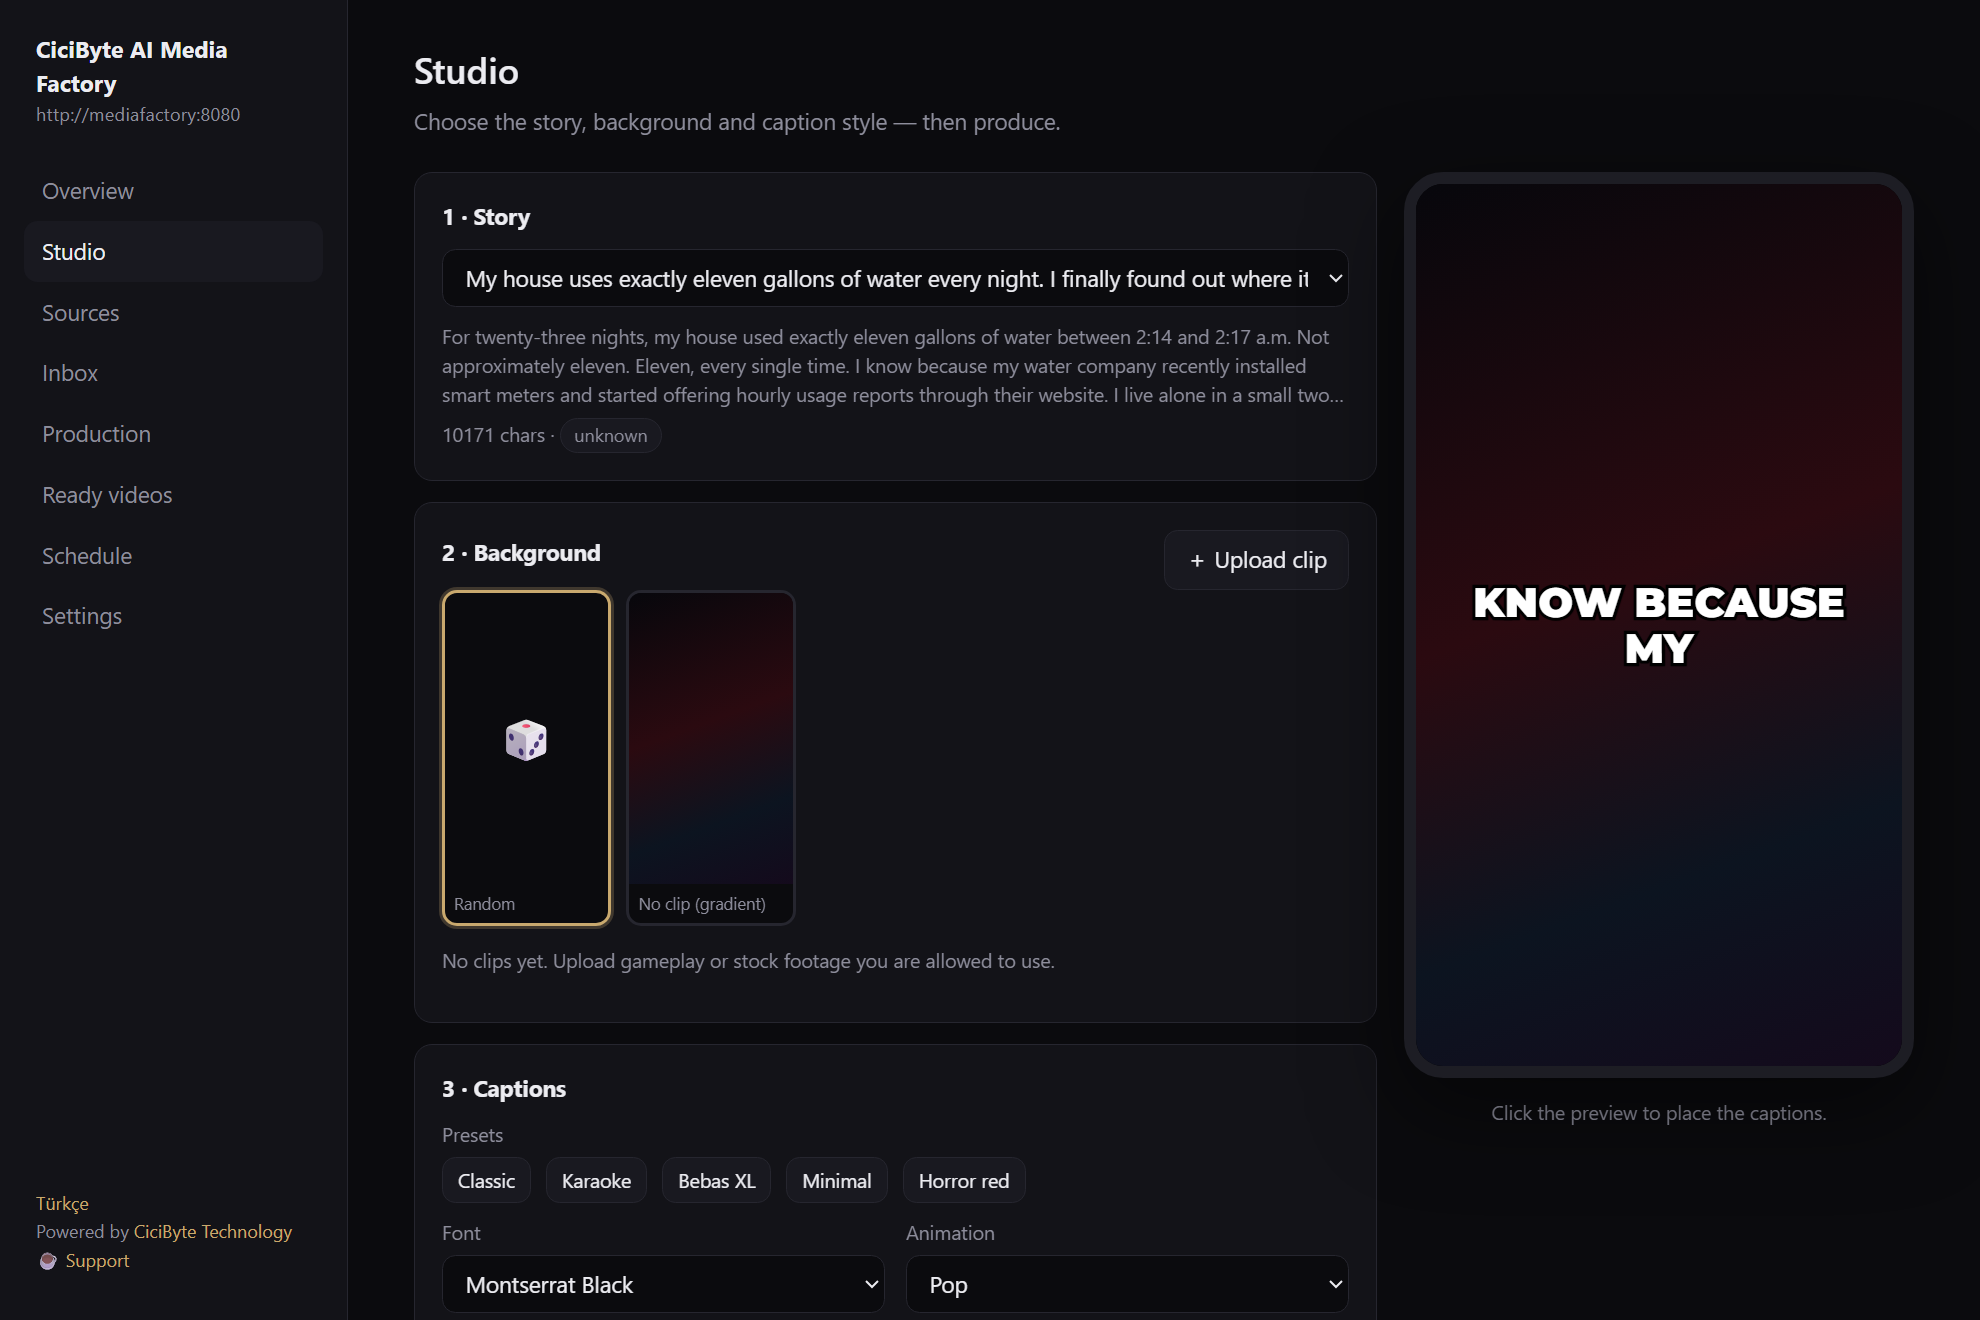 CiciByte AI Media
Factory
http://mediafactory:8080
Overview
Studio
Sources
Inbox
Production
Ready videos
Schedule
Settings
Türkçe
Powered by CiciByte Technology
Support
Studio
Choose the story, background and caption style — then produce.
1 · Story
My house uses exactly eleven gallons of water every night. I finally found out where it
For twenty-three nights, my house used exactly eleven gallons of water between 2:14 and 2:17 a.m. Not
approximately eleven. Eleven, every single time. I know because my water company recently installed
smart meters and started offering hourly usage reports through their website. I live alone in a small two...
10171 chars · unknown
2 · Background
+ Upload clip
Random
No clip (gradient)
No clips yet. Upload gameplay or stock footage you are allowed to use.
3 · Captions
Presets
Classic
Karaoke
Bebas XL
Minimal
Horror red
Font
Animation
Montserrat Black
Pop
KNOW BECAUSE
MY
Click the preview to place the captions.